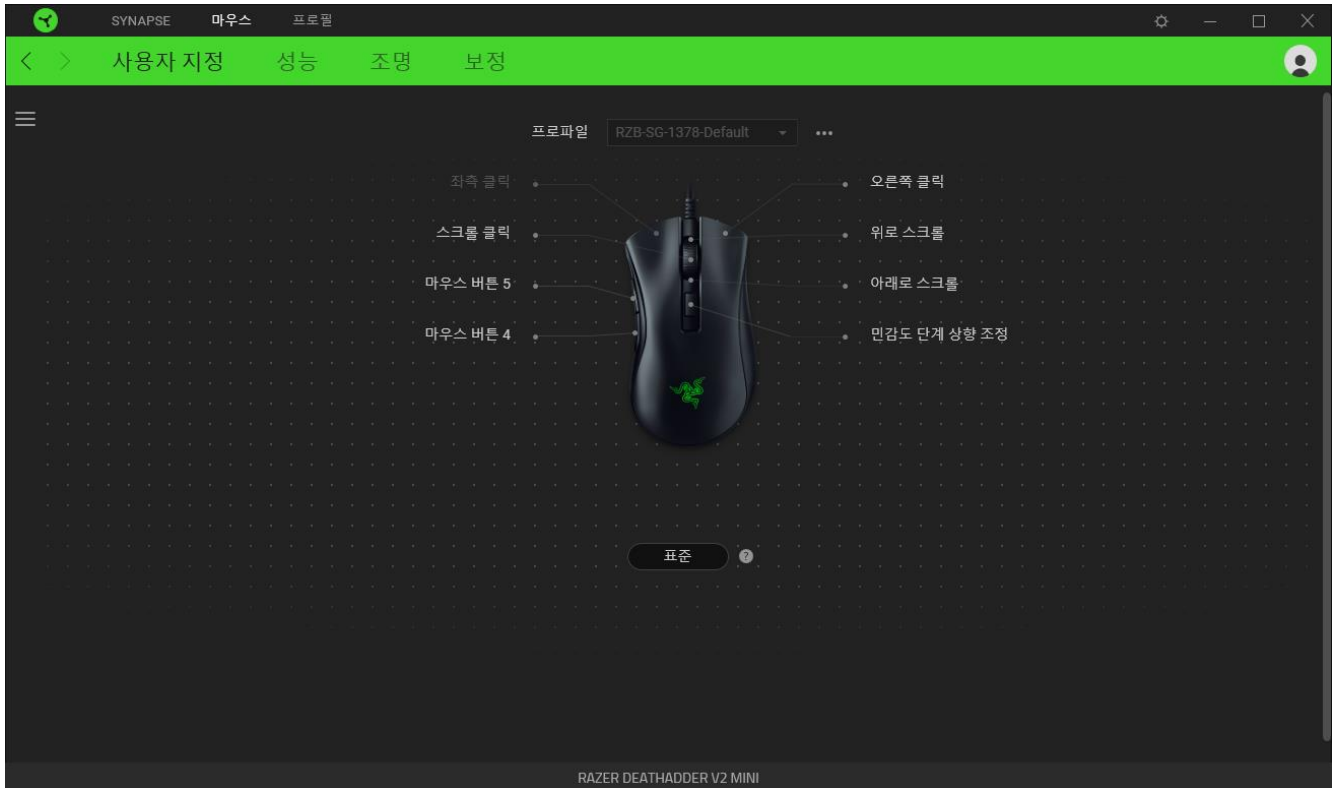 SYNAPSE 마우스 프로필
사용자 지정 성능 조명 보정
프로파일 RZB-SG-1378-Default
좌측 클릭 오른쪽 클릭
스크롤 클릭 위로 스크롤
마우스 버튼 5 아래로 스크롤
마우스 버튼 4 민감도 단계 상향 조정
표준 ?
RAZER DEATHADDER V2 MINI